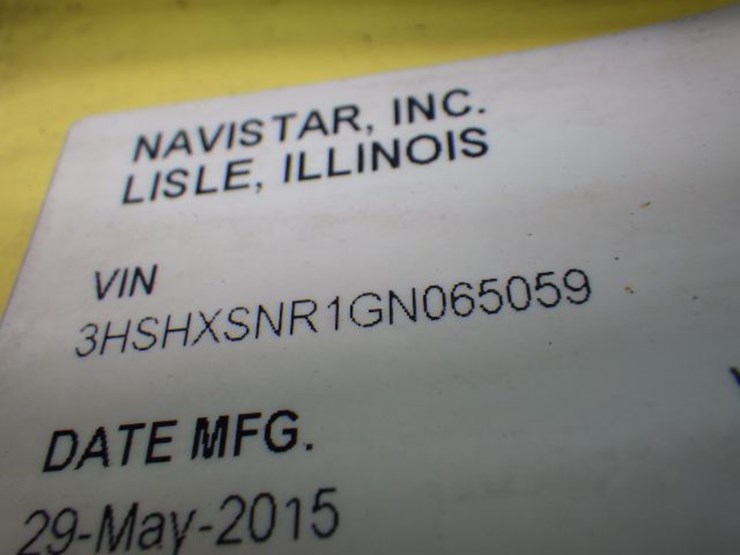 NAVISTAR, INC.
LISLE, ILLINOIS
VIN
3HSHXSNR1GN065059
DATE MFG.
29-May-2015